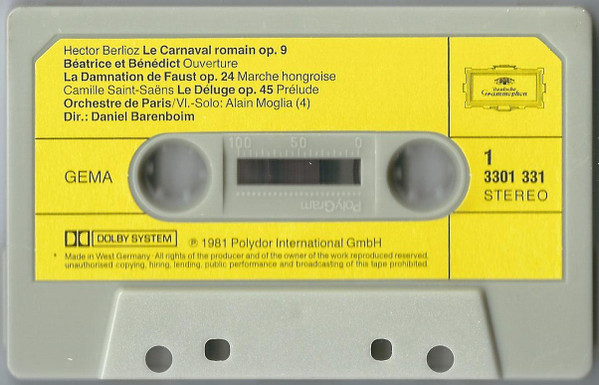 Hector Berlioz Le Carnaval romain op. 9
Béatrice et Bénédict Ouverture
La Damnation de Faust op. 24 Marche hongroise
Camille Saint-Saëns Le Déluge op. 45 Prélude
Orchestre de Paris/Vl.-Solo: Alain Moglia (4)
Dir.: Daniel Barenboim
Deutsche
Grammophon
100 50 0
GEMA
PolyGram
1
3301 331
STEREO
DOLBY SYSTEM
℗ 1981 Polydor International GmbH
* Made in West Germany · All rights of the producer and of the owner of the work reproduced reserved,
unauthorised copying, hiring, lending, public performance and broadcasting of this tape prohibited.